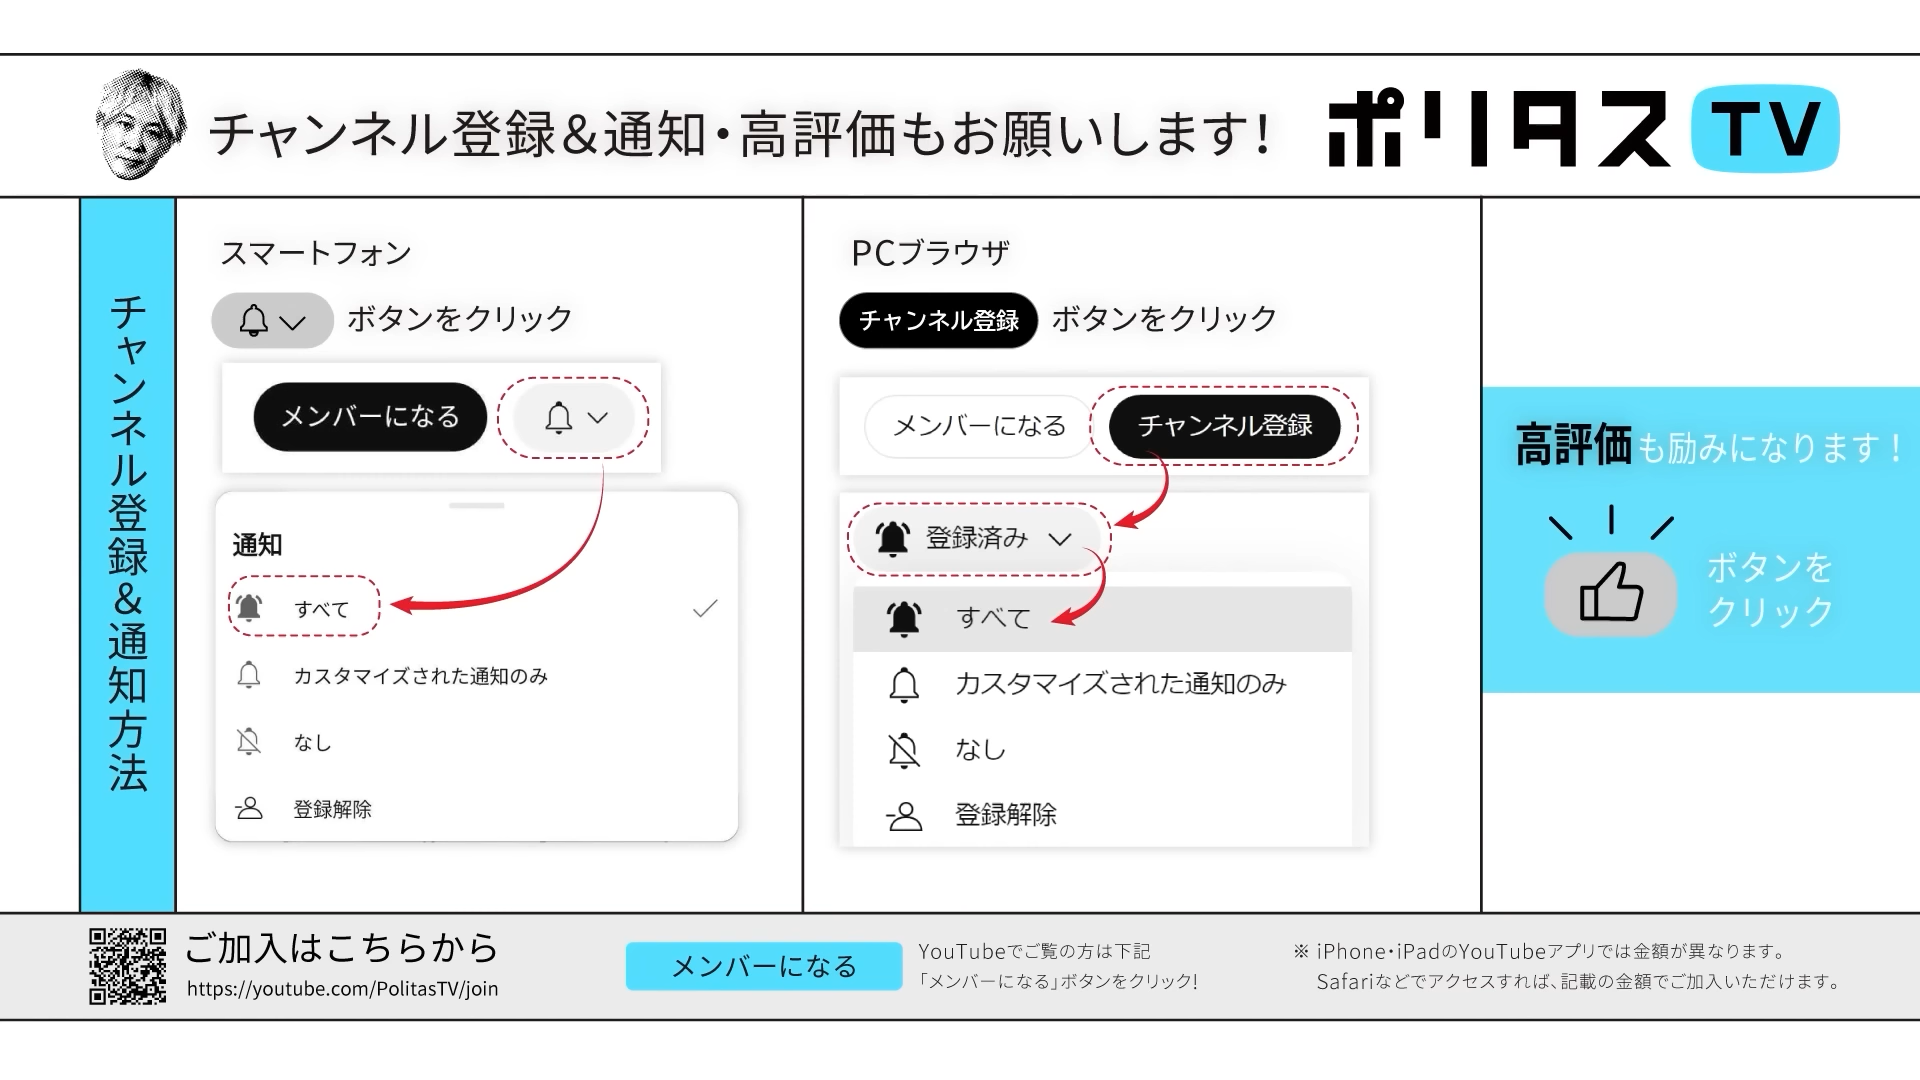 チャンネル登録＆通知・高評価もお願いします！
ポリタスTV
チャンネル登録＆通知方法
スマートフォン
ボタンをクリック
メンバーになる
通知
すべて
カスタマイズされた通知のみ
なし
登録解除
PCブラウザ
チャンネル登録 ボタンをクリック
メンバーになる チャンネル登録
登録済み
すべて
カスタマイズされた通知のみ
なし
登録解除
高評価も励みになります！
ボタンを
クリック
ご加入はこちらから
https://youtube.com/PolitasTV/join
メンバーになる
YouTubeでご覧の方は下記
「メンバーになる」ボタンをクリック！
※ iPhone・iPadのYouTubeアプリでは金額が異なります。
Safariなどでアクセスすれば、記載の金額でご加入いただけます。